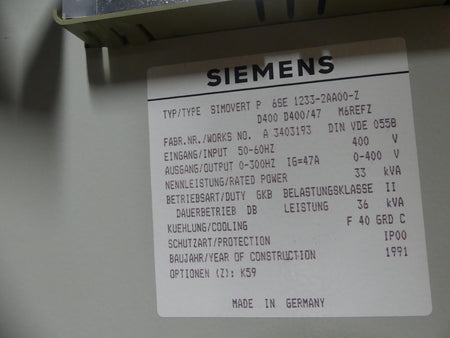 SIEMENS
TYP/TYPE SIMOVERT P 6SE 1233-2AA00-Z
D400 D400/47 M6REFZ
FABR.NR./WORKS NO. A 3403193 DIN VDE 0558
EINGANG/INPUT 50-60HZ 400 V
AUSGANG/OUTPUT 0-300HZ IG=47A 0-400 V
NENNLEISTUNG/RATED POWER 33 kVA
BETRIEBSART/DUTY GKB BELASTUNGSKLASSE II
DAUERBETRIEB DB LEISTUNG 36 kVA
KUEHLUNG/COOLING F 40 GRD C
SCHUTZART/PROTECTION IP00
BAUJAHR/YEAR OF CONSTRUCTION 1991
OPTIONEN (Z): K59
MADE IN GERMANY